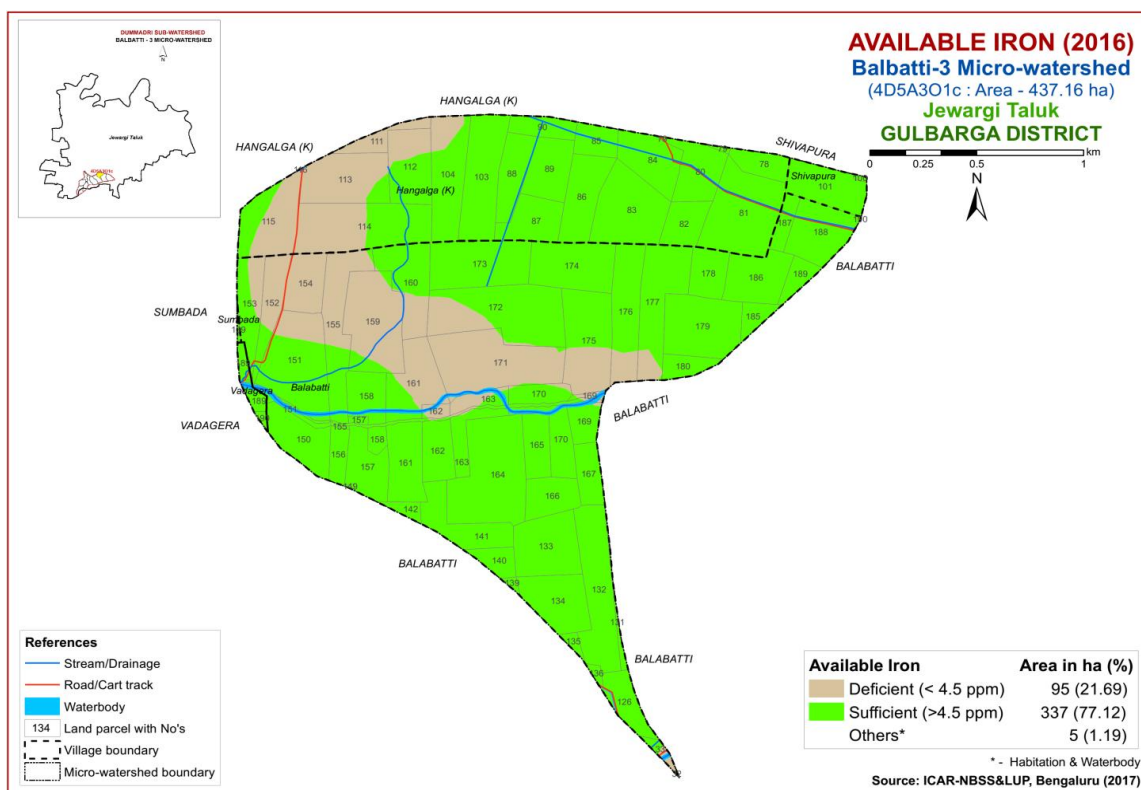 DUMMADRI SUB-WATERSHED
BALBATTI - 3 MICRO-WATERSHED
N
Jewargi Taluk
AVAILABLE IRON (2016)
Balbatti-3 Micro-watershed
(4D5A3O1c : Area - 437.16 ha)
Jewargi Taluk
GULBARGA DISTRICT
0 0.25 0.5 1 km
N
HANGALGA (K)
HANGALGA (K)
SHIVAPURA
111
90
85
84
80
78
112
104
103
88
89
113
Hangalga (K)
Shivapura
101
86
83
81
115
114
87
82
187
188
BALABATTI
173
174
178
186
189
160
153
152
154
172
177
176
185
SUMBADA
Sumbada
155
159
179
175
151
171
180
Vadagera
Balabatti
161
158
170
169
163
162
BALABATTI
189
151
VADAGERA
155
157
169
150
158
162
165
170
156
157
161
163
164
167
149
166
142
141
133
BALABATTI
140
139
132
134
131
135
BALABATTI
136
126
References
Stream/Drainage
Road/Cart track
Waterbody
134 Land parcel with No's
Village boundary
Micro-watershed boundary
Available Iron Area in ha (%)
Deficient (< 4.5 ppm) 95 (21.69)
Sufficient (>4.5 ppm) 337 (77.12)
Others* 5 (1.19)
* - Habitation & Waterbody
Source: ICAR-NBSS&LUP, Bengaluru (2017)